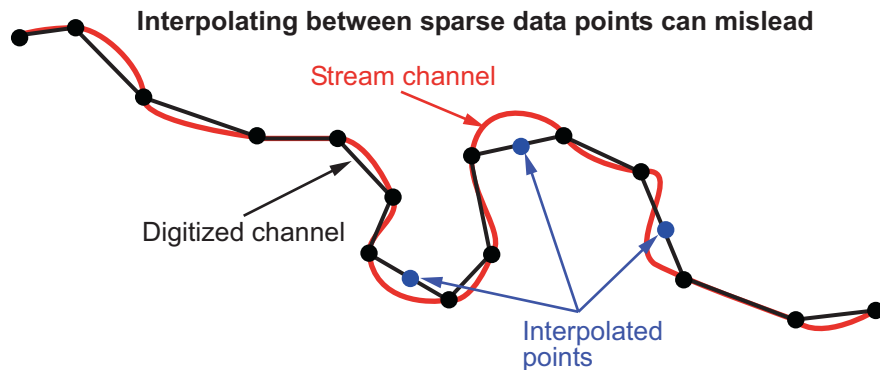 Interpolating between sparse data points can mislead
Stream channel
Digitized channel
Interpolated
points